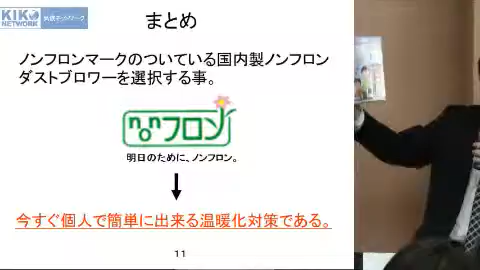 KIKO
NETWORK
気候ネットワーク
まとめ
ノンフロンマークのついている国内製ノンフロン
ダストブロワーを選択する事。
nonフロン
明日のために、ノンフロン。
今すぐ個人で簡単に出来る温暖化対策である。
11